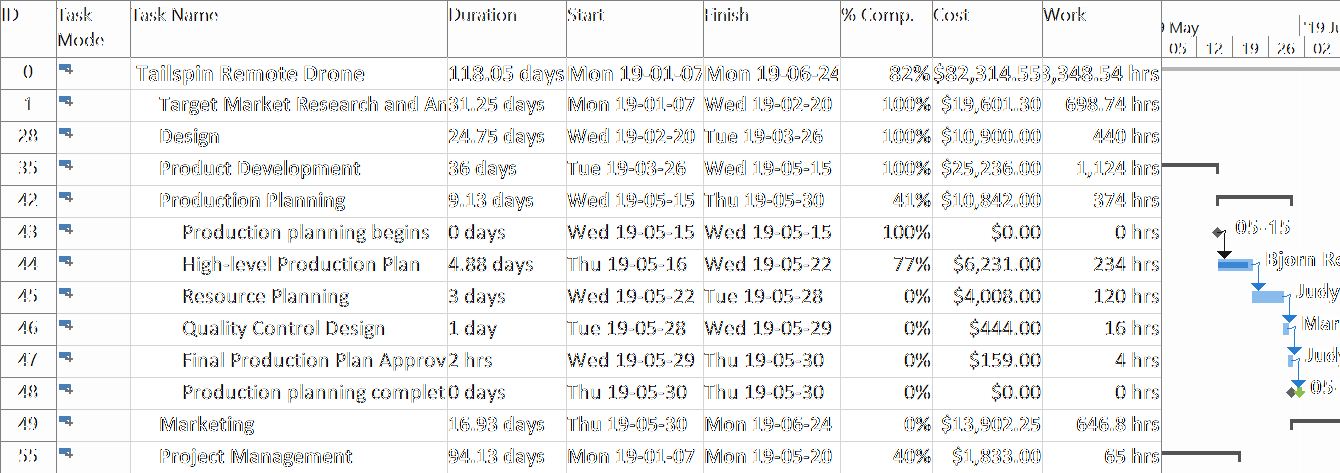 ID Task Mode Task Name Duration Start Finish % Comp. Cost Work
May '19 Ju
05 12 19 26 02
0 Tailspin Remote Drone 118.05 days Mon 19-01-07 Mon 19-06-24 82% $82,314.55 3,348.54 hrs
1 Target Market Research and An 31.25 days Mon 19-01-07 Wed 19-02-20 100% $19,601.30 698.74 hrs
28 Design 24.75 days Wed 19-02-20 Tue 19-03-26 100% $10,900.00 440 hrs
35 Product Development 36 days Tue 19-03-26 Wed 19-05-15 100% $25,236.00 1,124 hrs
42 Production Planning 9.13 days Wed 19-05-15 Thu 19-05-30 41% $10,842.00 374 hrs
43 Production planning begins 0 days Wed 19-05-15 Wed 19-05-15 100% $0.00 0 hrs 05-15
44 High-level Production Plan 4.88 days Thu 19-05-16 Wed 19-05-22 77% $6,231.00 234 hrs Bjorn Re
45 Resource Planning 3 days Wed 19-05-22 Tue 19-05-28 0% $4,008.00 120 hrs Judy
46 Quality Control Design 1 day Tue 19-05-28 Wed 19-05-29 0% $444.00 16 hrs Mar
47 Final Production Plan Approv 2 hrs Wed 19-05-29 Thu 19-05-30 0% $159.00 4 hrs Judy
48 Production planning complet 0 days Thu 19-05-30 Thu 19-05-30 0% $0.00 0 hrs 05-
49 Marketing 16.93 days Thu 19-05-30 Mon 19-06-24 0% $13,902.25 646.8 hrs
55 Project Management 94.13 days Mon 19-01-07 Mon 19-05-20 40% $1,833.00 65 hrs